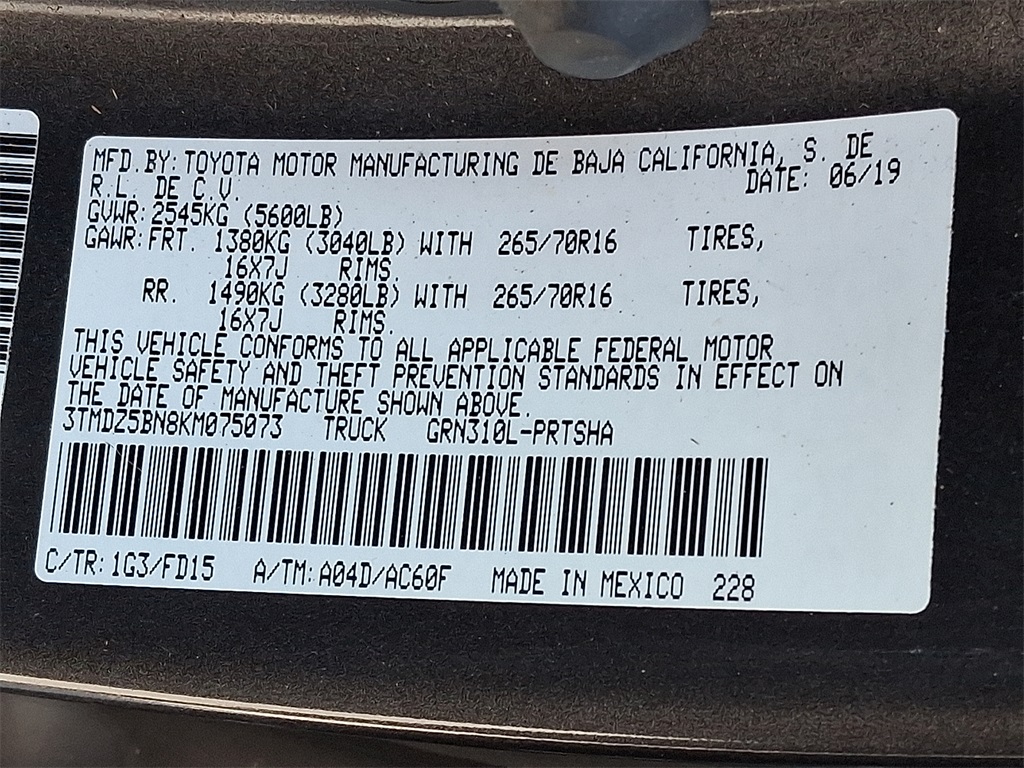 MFD.BY:TOYOTA MOTOR MANUFACTURING DE BAJA CALIFORNIA, S. DE
R.L. DE C.V. DATE: 06/19
GVWR:2545KG (5600LB)
GAWR:FRT. 1380KG (3040LB) WITH 265/70R16 TIRES,
16X7J RIMS.
RR. 1490KG (3280LB) WITH 265/70R16 TIRES,
16X7J RIMS.
THIS VEHICLE CONFORMS TO ALL APPLICABLE FEDERAL MOTOR
VEHICLE SAFETY AND THEFT PREVENTION STANDARDS IN EFFECT ON
THE DATE OF MANUFACTURE SHOWN ABOVE.
3TMDZ5BN8KM075073 TRUCK GRN310L-PRTSHA
C/TR:1G3/FD15 A/TM:A04D/AC60F MADE IN MEXICO 228